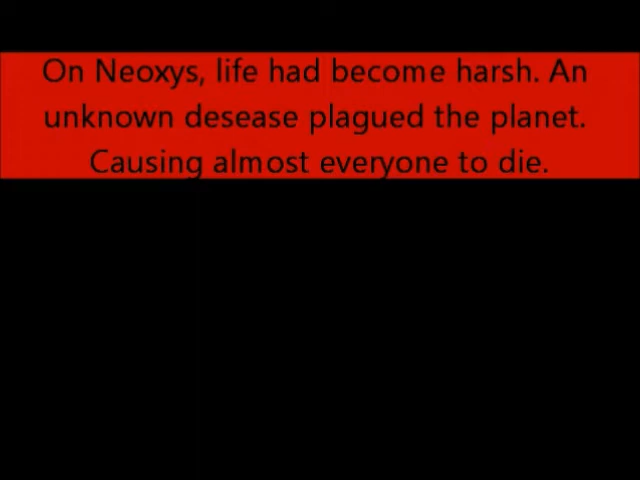 On Neoxys, life had become harsh. An
unknown desease plagued the planet.
Causing almost everyone to die.